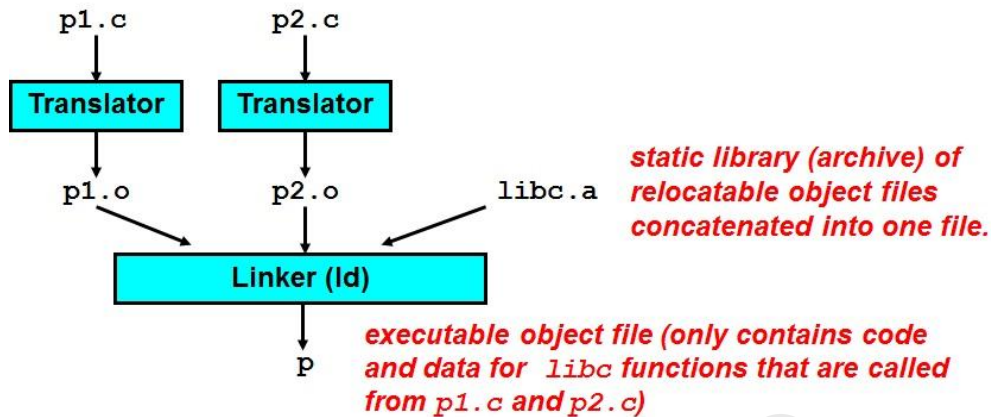 p1.c p2.c
Translator Translator
p1.o p2.o libc.a
static library (archive) of
relocatable object files
concatenated into one file.
Linker (ld)
p
executable object file (only contains code
and data for libc functions that are called
from p1.c and p2.c)